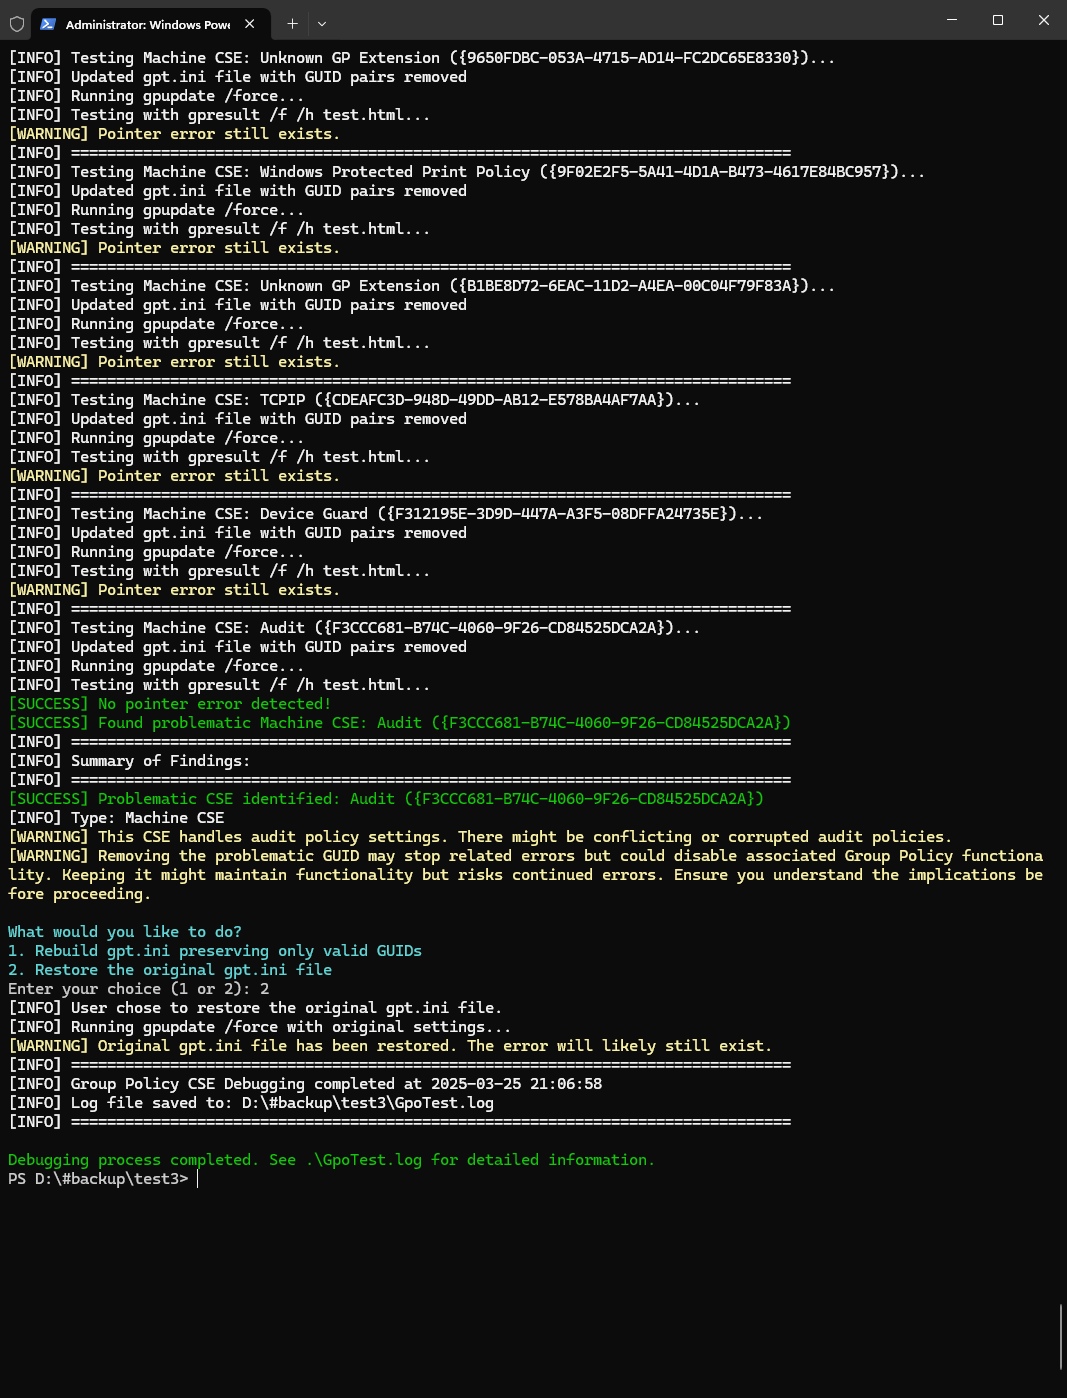 Administrator: Windows Powe
[INFO] Testing Machine CSE: Unknown GP Extension ({9650FDBC-053A-4715-AD14-FC2DC65E8330})...
[INFO] Updated gpt.ini file with GUID pairs removed
[INFO] Running gpupdate /force...
[INFO] Testing with gpresult /f /h test.html...
[WARNING] Pointer error still exists.
[INFO] ================================================================================
[INFO] Testing Machine CSE: Windows Protected Print Policy ({9F02E2F5-5A41-4D1A-B473-4617E84BC957})...
[INFO] Updated gpt.ini file with GUID pairs removed
[INFO] Running gpupdate /force...
[INFO] Testing with gpresult /f /h test.html...
[WARNING] Pointer error still exists.
[INFO] ================================================================================
[INFO] Testing Machine CSE: Unknown GP Extension ({B1BE8D72-6EAC-11D2-A4EA-00C04F79F83A})...
[INFO] Updated gpt.ini file with GUID pairs removed
[INFO] Running gpupdate /force...
[INFO] Testing with gpresult /f /h test.html...
[WARNING] Pointer error still exists.
[INFO] ================================================================================
[INFO] Testing Machine CSE: TCPIP ({CDEAFC3D-948D-49DD-AB12-E578BA4AF7AA})...
[INFO] Updated gpt.ini file with GUID pairs removed
[INFO] Running gpupdate /force...
[INFO] Testing with gpresult /f /h test.html...
[WARNING] Pointer error still exists.
[INFO] ================================================================================
[INFO] Testing Machine CSE: Device Guard ({F312195E-3D9D-447A-A3F5-08DFFA24735E})...
[INFO] Updated gpt.ini file with GUID pairs removed
[INFO] Running gpupdate /force...
[INFO] Testing with gpresult /f /h test.html...
[WARNING] Pointer error still exists.
[INFO] ================================================================================
[INFO] Testing Machine CSE: Audit ({F3CCC681-B74C-4060-9F26-CD84525DCA2A})...
[INFO] Updated gpt.ini file with GUID pairs removed
[INFO] Running gpupdate /force...
[INFO] Testing with gpresult /f /h test.html...
[SUCCESS] No pointer error detected!
[SUCCESS] Found problematic Machine CSE: Audit ({F3CCC681-B74C-4060-9F26-CD84525DCA2A})
[INFO] ================================================================================
[INFO] Summary of Findings:
[INFO] ================================================================================
[SUCCESS] Problematic CSE identified: Audit ({F3CCC681-B74C-4060-9F26-CD84525DCA2A})
[INFO] Type: Machine CSE
[WARNING] This CSE handles audit policy settings. There might be conflicting or corrupted audit policies.
[WARNING] Removing the problematic GUID may stop related errors but could disable associated Group Policy functiona
lity. Keeping it might maintain functionality but risks continued errors. Ensure you understand the implications be
fore proceeding.
What would you like to do?
1. Rebuild gpt.ini preserving only valid GUIDs
2. Restore the original gpt.ini file
Enter your choice (1 or 2): 2
[INFO] User chose to restore the original gpt.ini file.
[INFO] Running gpupdate /force with original settings...
[WARNING] Original gpt.ini file has been restored. The error will likely still exist.
[INFO] ================================================================================
[INFO] Group Policy CSE Debugging completed at 2025-03-25 21:06:58
[INFO] Log file saved to: D:\#backup\test3\GpoTest.log
[INFO] ================================================================================
Debugging process completed. See .\GpoTest.log for detailed information.
PS D:\#backup\test3>